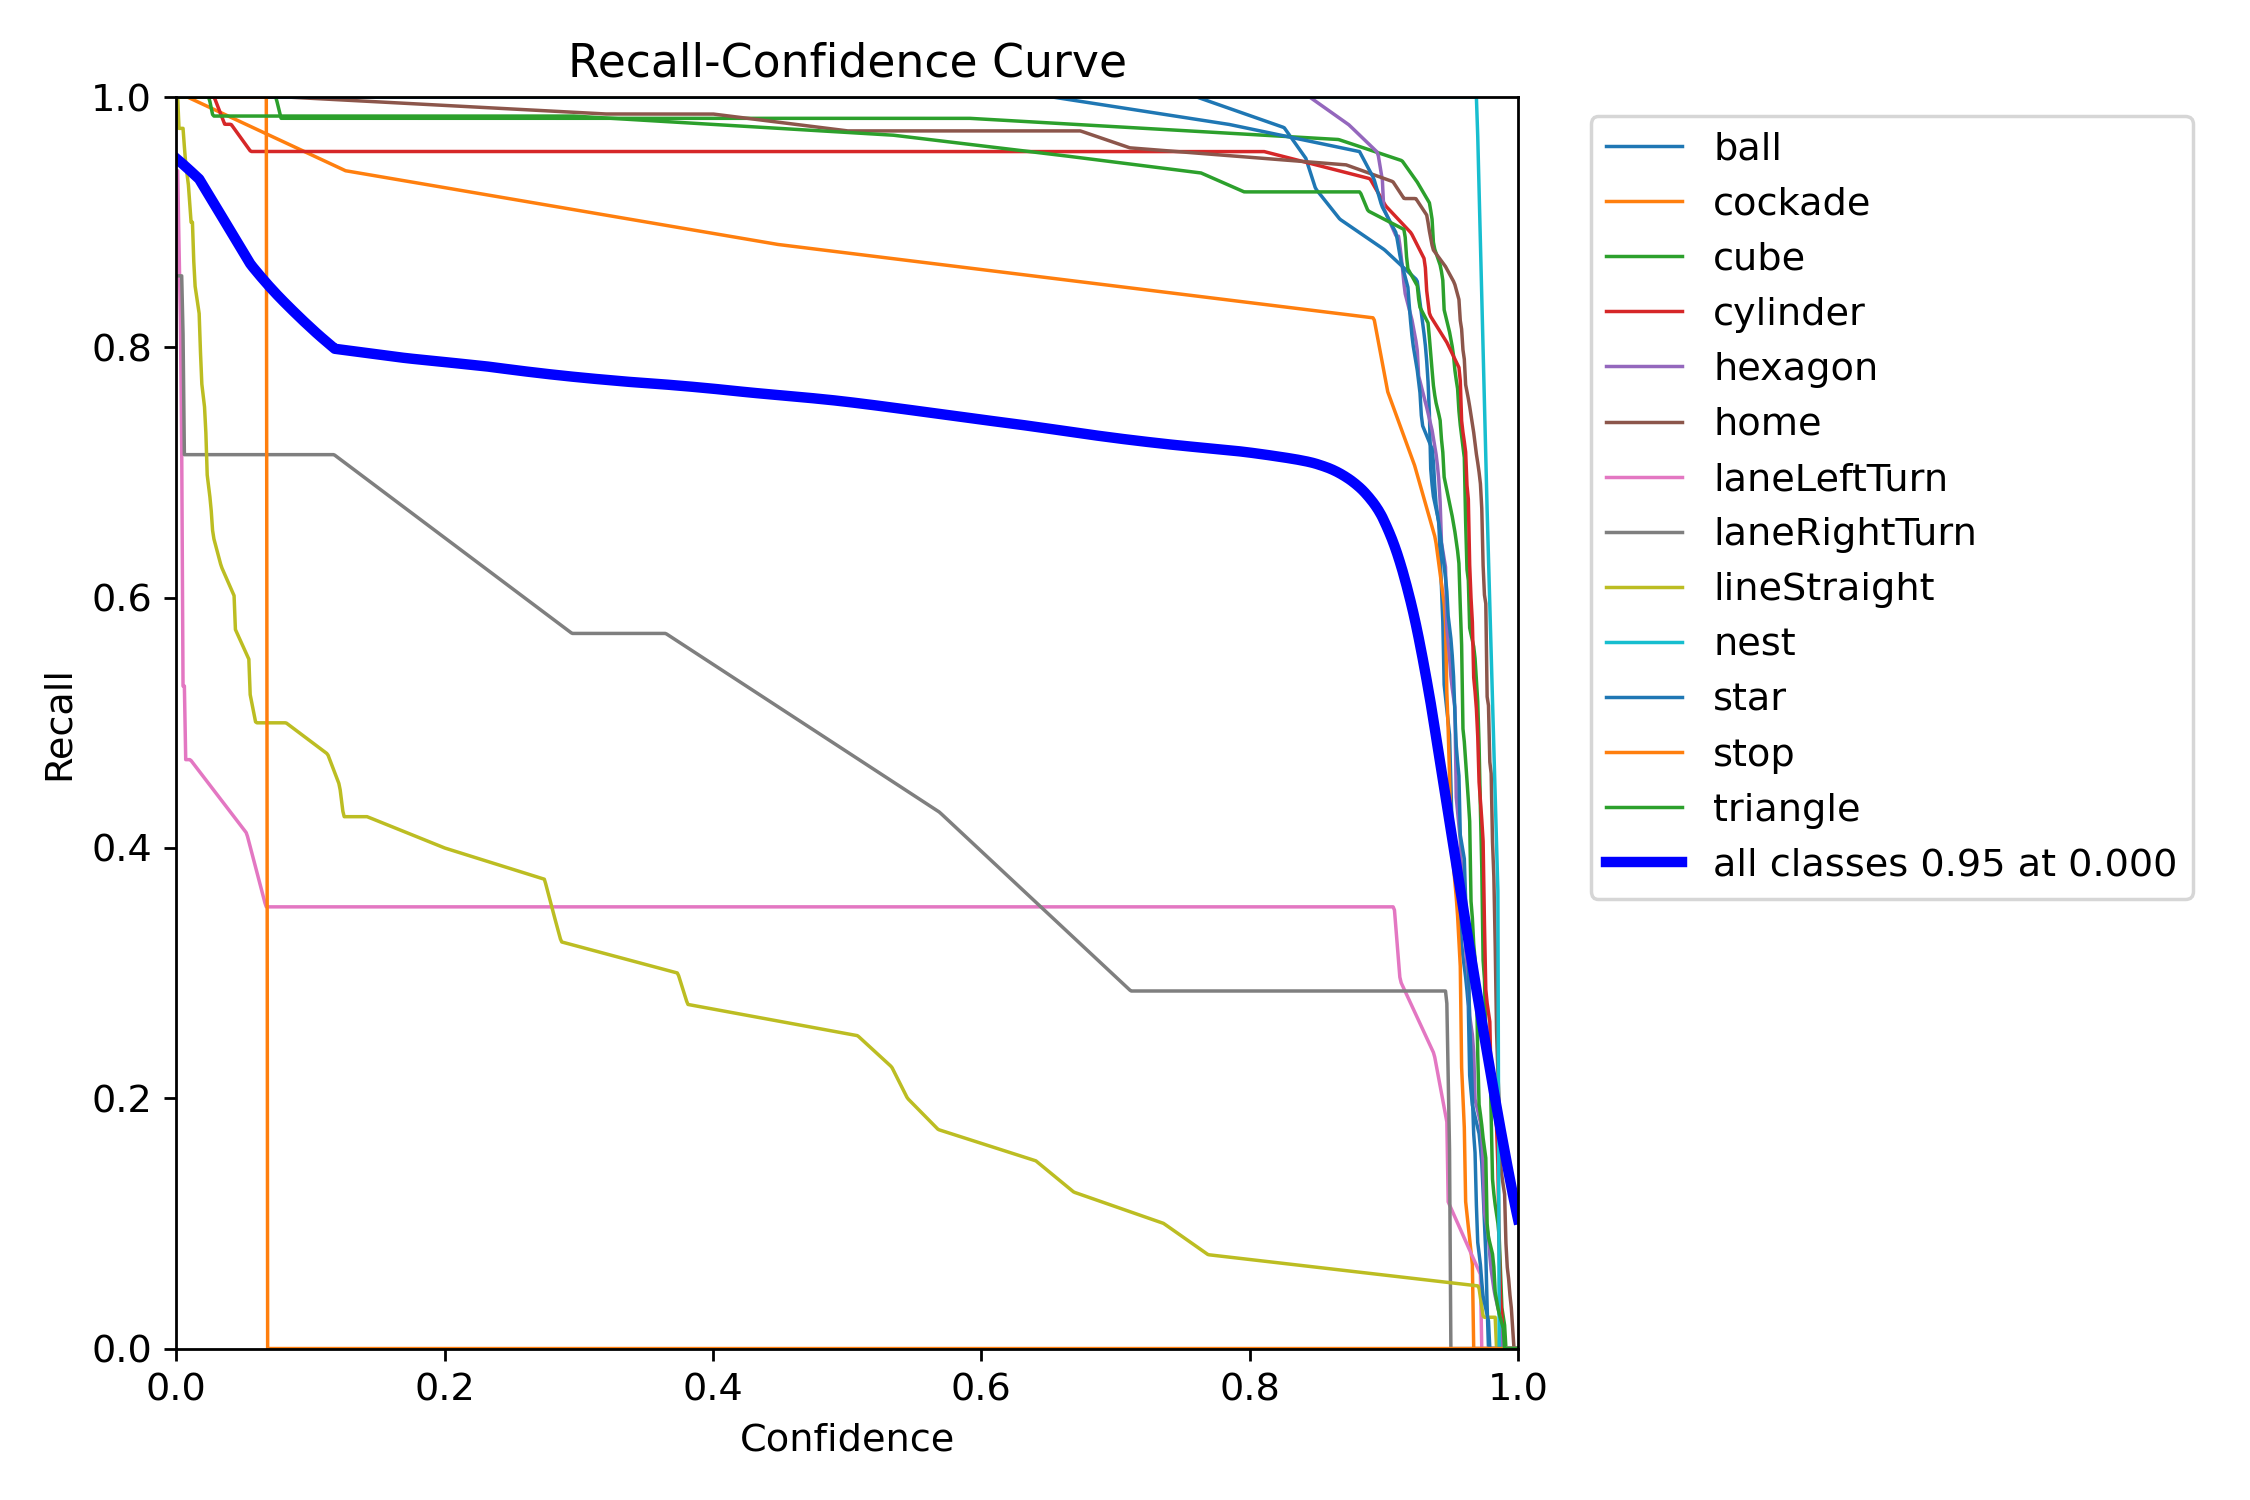 Recall-Confidence Curve
1.0
0.8
0.6
0.4
0.2
0.0
Recall
0.0 0.2 0.4 0.6 0.8 1.0
Confidence
ball
cockade
cube
cylinder
hexagon
home
laneLeftTurn
laneRightTurn
lineStraight
nest
star
stop
triangle
all classes 0.95 at 0.000